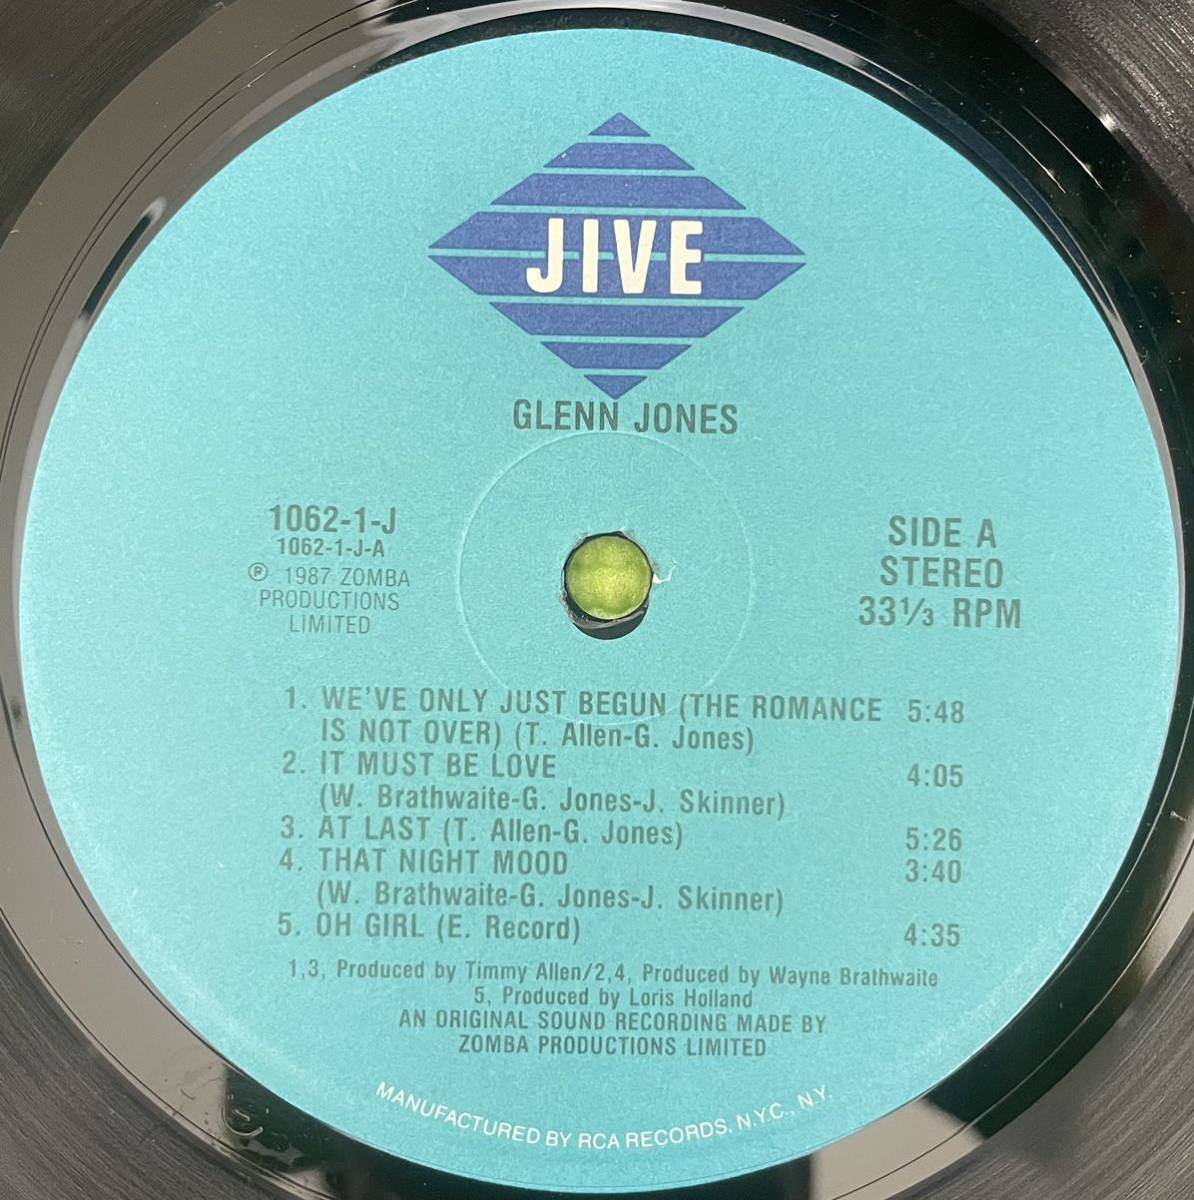 JIVE
GLENN JONES
1062-1-J
1062-1-J-A
Ⓟ 1987 ZOMBA
PRODUCTIONS
LIMITED
SIDE A
STEREO
33⅓ RPM
1. WE'VE ONLY JUST BEGUN (THE ROMANCE 5:48
IS NOT OVER) (T. Allen-G. Jones)
2. IT MUST BE LOVE 4:05
(W. Brathwaite-G. Jones-J. Skinner)
3. AT LAST (T. Allen-G. Jones) 5:26
4. THAT NIGHT MOOD 3:40
(W. Brathwaite-G. Jones-J. Skinner)
5. OH GIRL (E. Record) 4:35
1,3, Produced by Timmy Allen/2,4, Produced by Wayne Brathwaite
5, Produced by Loris Holland
AN ORIGINAL SOUND RECORDING MADE BY
ZOMBA PRODUCTIONS LIMITED
MANUFACTURED BY RCA RECORDS, N.Y.C., N.Y.